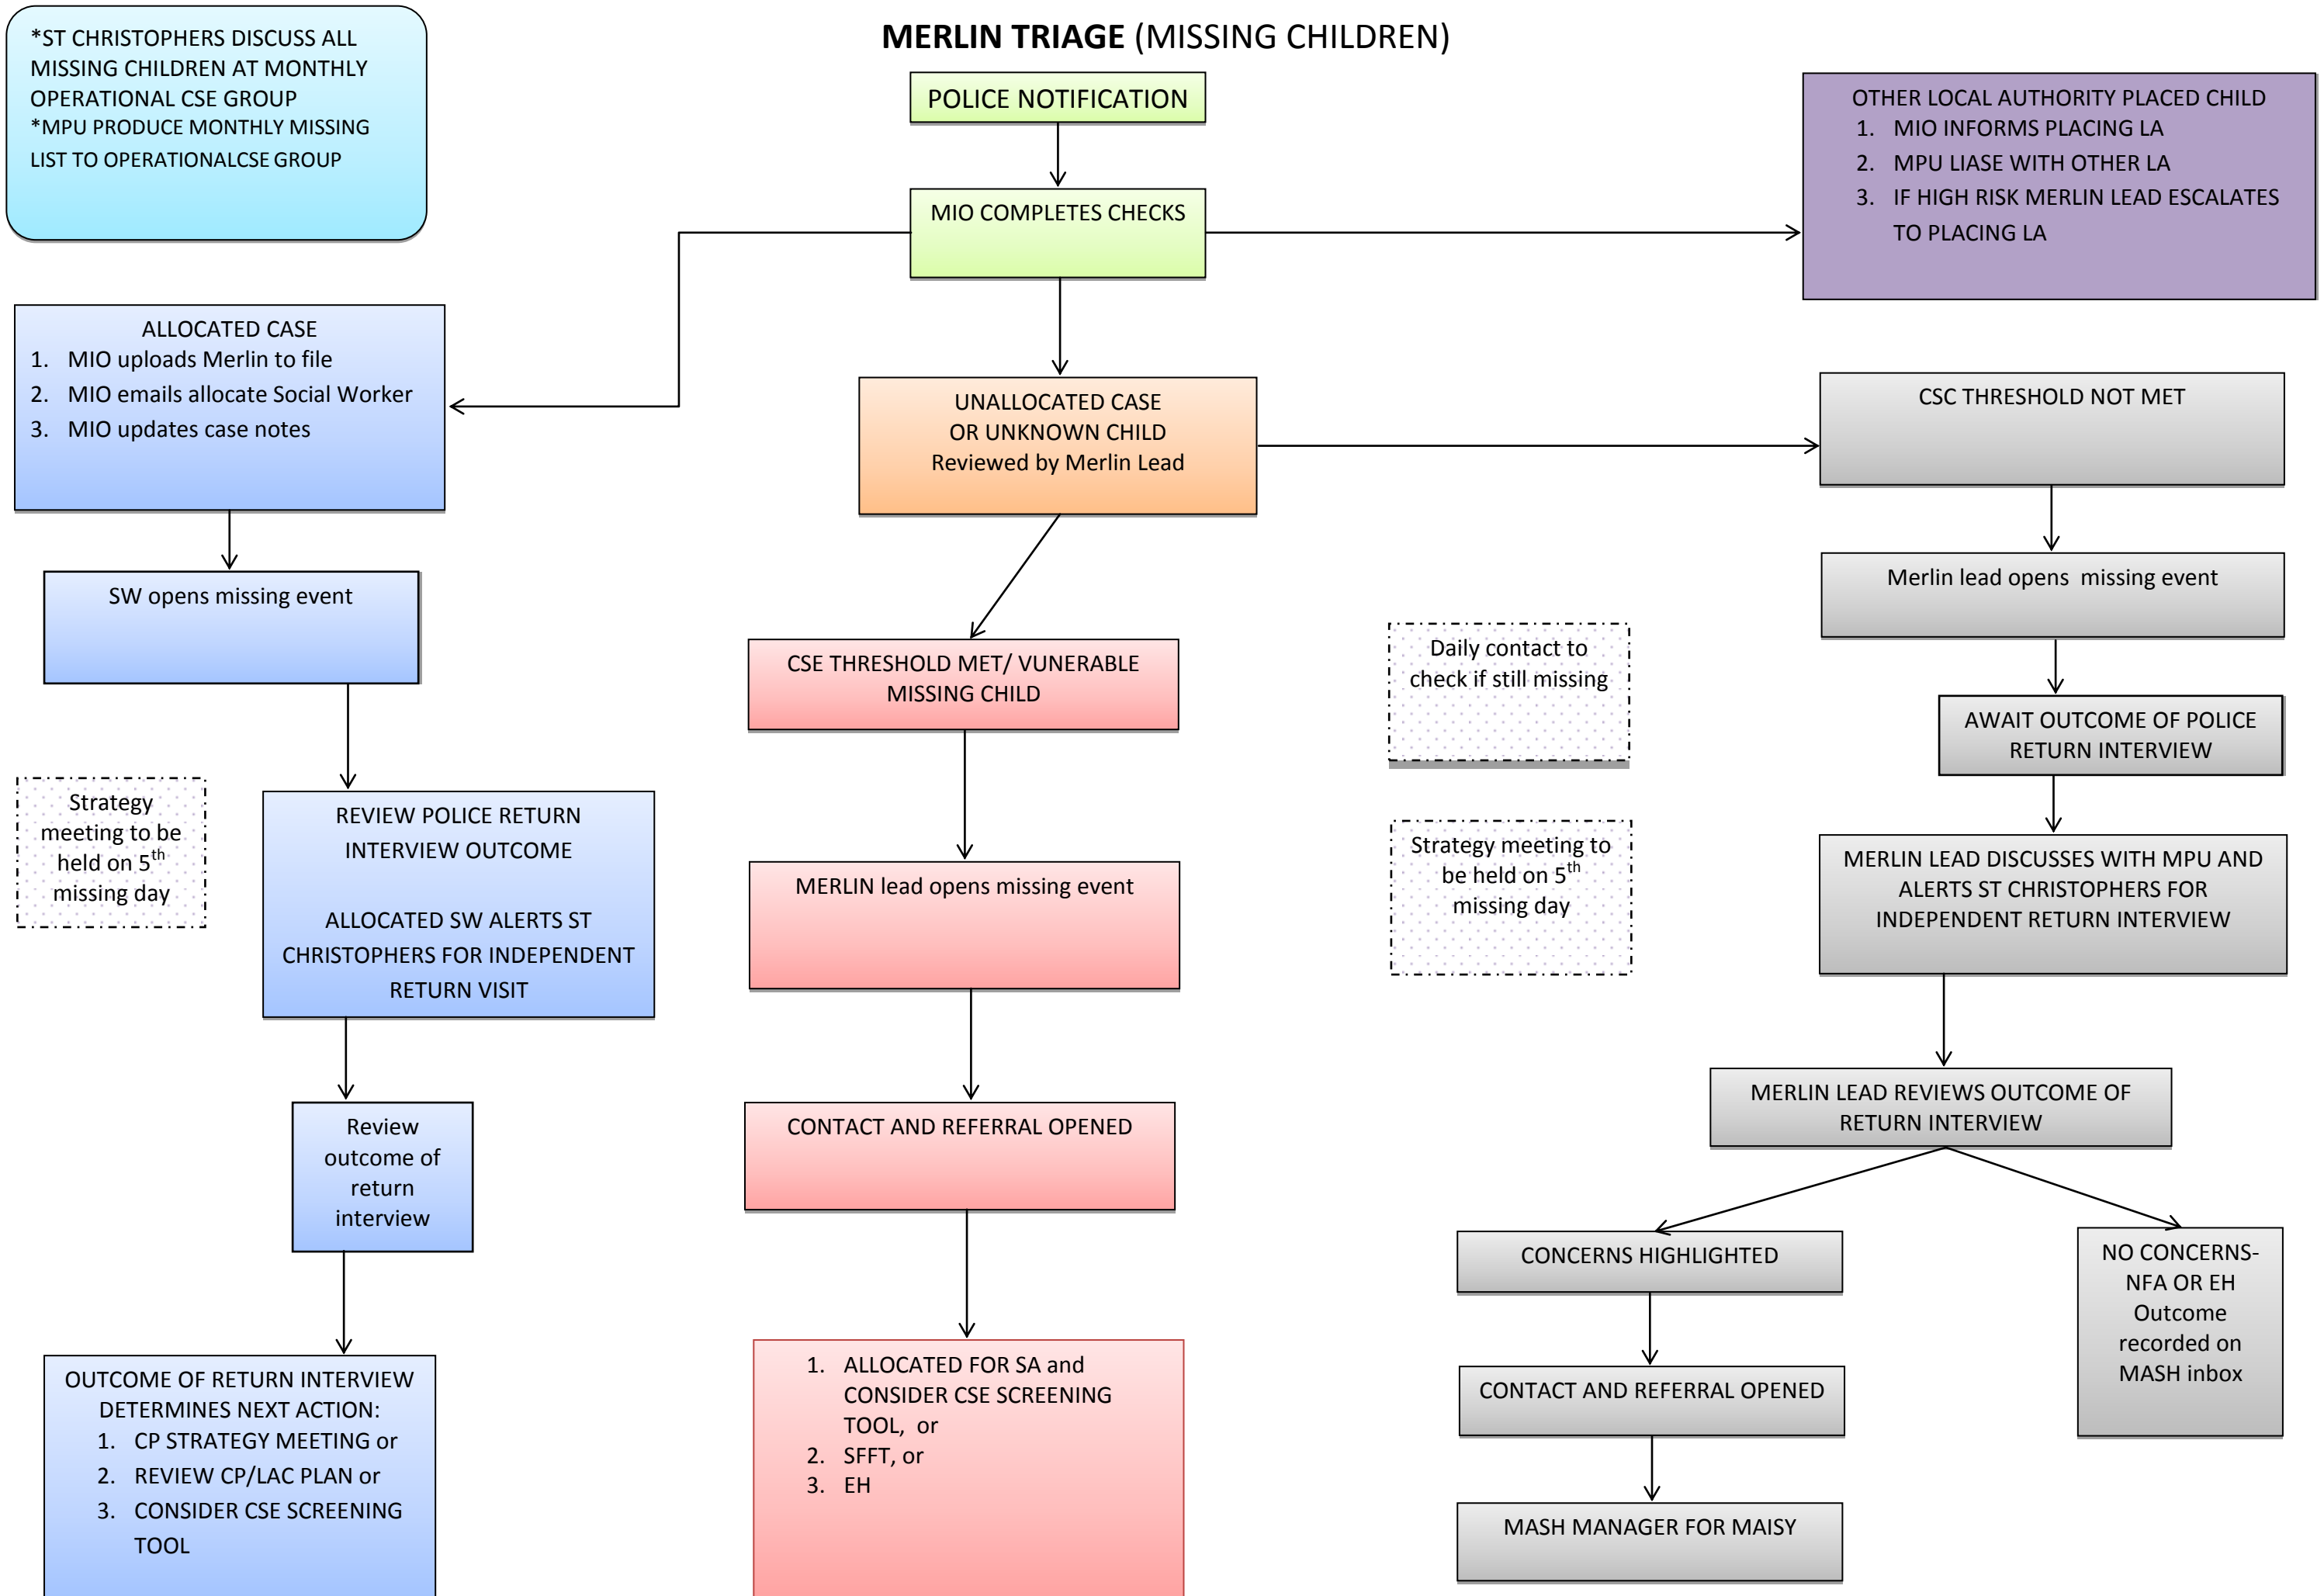 MERLIN TRIAGE (MISSING CHILDREN)
*ST CHRISTOPHERS DISCUSS ALL
MISSING CHILDREN AT MONTHLY
OPERATIONAL CSE GROUP
*MPU PRODUCE MONTHLY MISSING
LIST TO OPERATIONALCSE GROUP
POLICE NOTIFICATION
MIO COMPLETES CHECKS
OTHER LOCAL AUTHORITY PLACED CHILD
1. MIO INFORMS PLACING LA
2. MPU LIASE WITH OTHER LA
3. IF HIGH RISK MERLIN LEAD ESCALATES
TO PLACING LA
ALLOCATED CASE
1. MIO uploads Merlin to file
2. MIO emails allocate Social Worker
3. MIO updates case notes
SW opens missing event
Strategy
meeting to be
held on 5th
missing day
REVIEW POLICE RETURN
INTERVIEW OUTCOME
ALLOCATED SW ALERTS ST
CHRISTOPHERS FOR INDEPENDENT
RETURN VISIT
Review
outcome of
return
interview
OUTCOME OF RETURN INTERVIEW
DETERMINES NEXT ACTION:
1. CP STRATEGY MEETING or
2. REVIEW CP/LAC PLAN or
3. CONSIDER CSE SCREENING
TOOL
UNALLOCATED CASE
OR UNKNOWN CHILD
Reviewed by Merlin Lead
CSE THRESHOLD MET/ VUNERABLE
MISSING CHILD
MERLIN lead opens missing event
CONTACT AND REFERRAL OPENED
1. ALLOCATED FOR SA and
CONSIDER CSE SCREENING
TOOL, or
2. SFFT, or
3. EH
Daily contact to
check if still missing
Strategy meeting to
be held on 5th
missing day
CSC THRESHOLD NOT MET
Merlin lead opens missing event
AWAIT OUTCOME OF POLICE
RETURN INTERVIEW
MERLIN LEAD DISCUSSES WITH MPU AND
ALERTS ST CHRISTOPHERS FOR
INDEPENDENT RETURN INTERVIEW
MERLIN LEAD REVIEWS OUTCOME OF
RETURN INTERVIEW
CONCERNS HIGHLIGHTED
CONTACT AND REFERRAL OPENED
MASH MANAGER FOR MAISY
NO CONCERNS-
NFA OR EH
Outcome
recorded on
MASH inbox